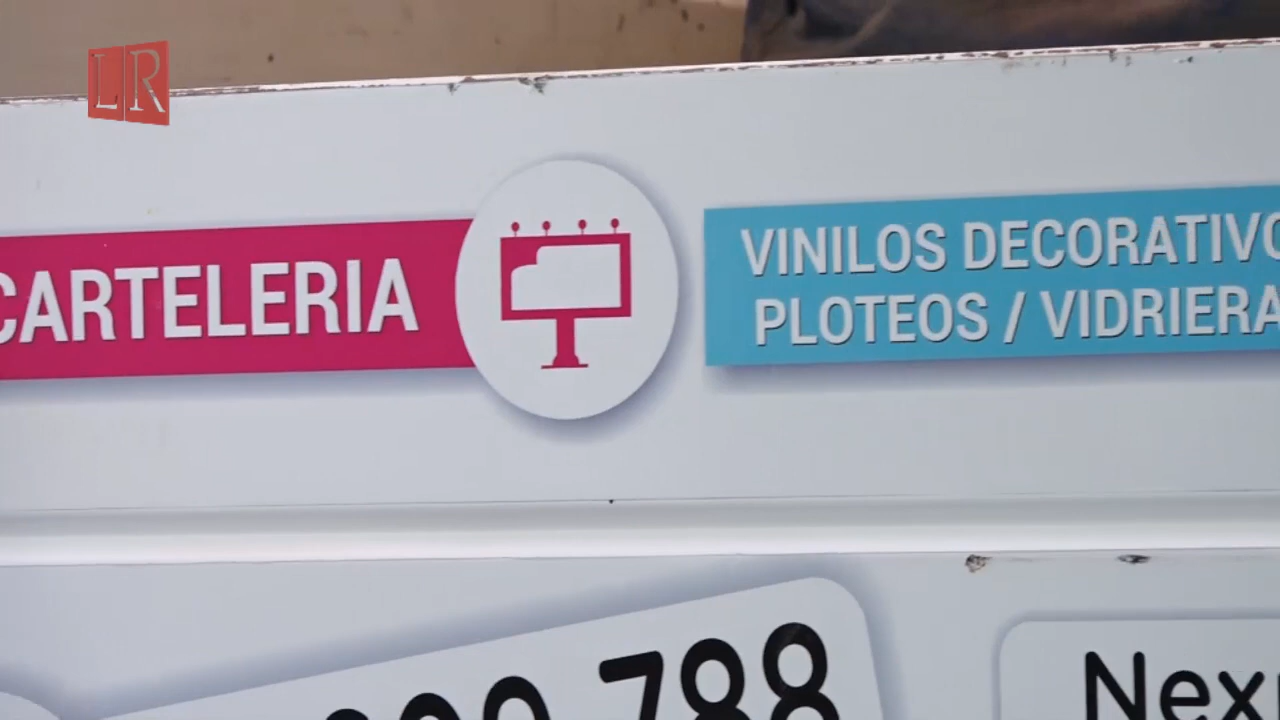 LR
CARTELERIA
VINILOS DECORATIVO
PLOTEOS / VIDRIERA
788
Nex